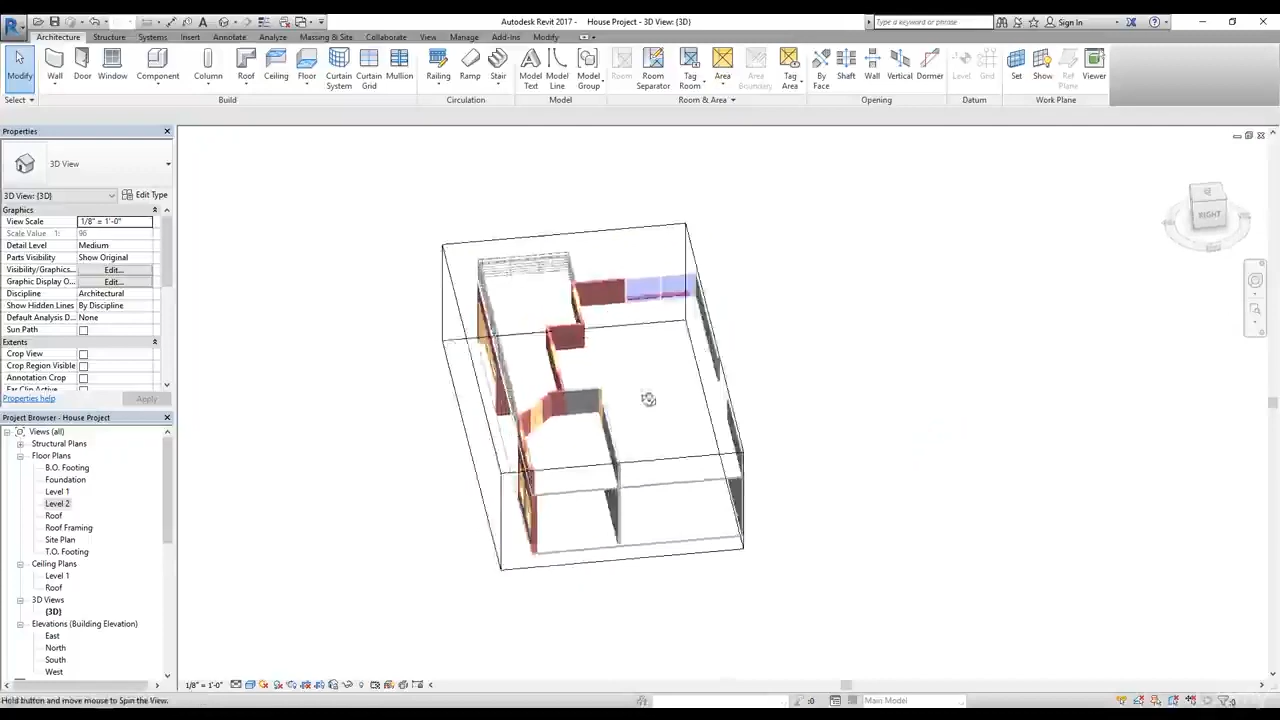 Autodesk Revit 2017 - House Project - 3D View: {3D}
Type a keyword or phrase
Sign In
Architecture Structure Systems Insert Annotate Analyze Massing & Site Collaborate View Manage Add-Ins Modify
Modify Wall Door Window Component Column Roof Ceiling Floor Curtain System Curtain Grid Mullion Railing Ramp Stair Model Text Model Line Model Group Room Room Separator Tag Room Area Area Boundary Tag Area By Face Shaft Wall Vertical Dormer Level Grid Set Show Ref Plane Viewer
Select Build Circulation Model Room & Area Opening Datum Work Plane
Properties
3D View
3D View: {3D} Edit Type
Graphics
View Scale 1/8" = 1'-0"
Scale Value 1: 96
Detail Level Medium
Parts Visibility Show Original
Visibility/Graphics... Edit...
Graphic Display O... Edit...
Discipline Architectural
Show Hidden Lines By Discipline
Default Analysis D... None
Sun Path
Extents
Crop View
Crop Region Visible
Annotation Crop
Far Clip Active
Properties help Apply
Project Browser - House Project
Views (all)
Structural Plans
Floor Plans
B.O. Footing
Foundation
Level 1
Level 2
Roof
Roof Framing
Site Plan
T.O. Footing
Ceiling Plans
Level 1
Roof
3D Views
{3D}
Elevations (Building Elevation)
East
North
South
West
RIGHT
1/8" = 1'-0"
Hold button and move mouse to Spin the View.
:0
Main Model
:0